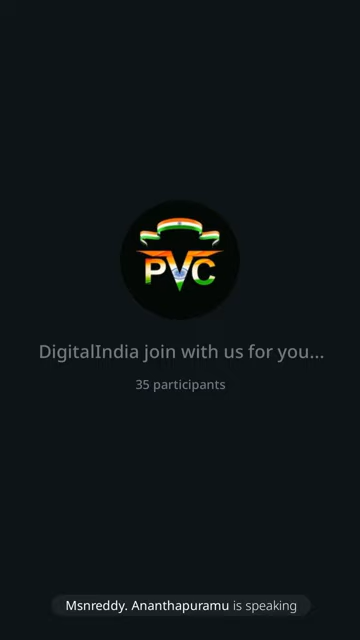 PVC
DigitalIndia join with us for you...
35 participants
Msnreddy. Ananthapuramu is speaking